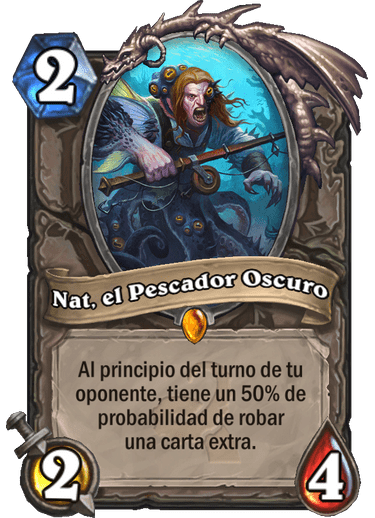 2
Nat, el Pescador Oscuro
Al principio del turno de tu
oponente, tiene un 50% de
probabilidad de robar
una carta extra.
2
4